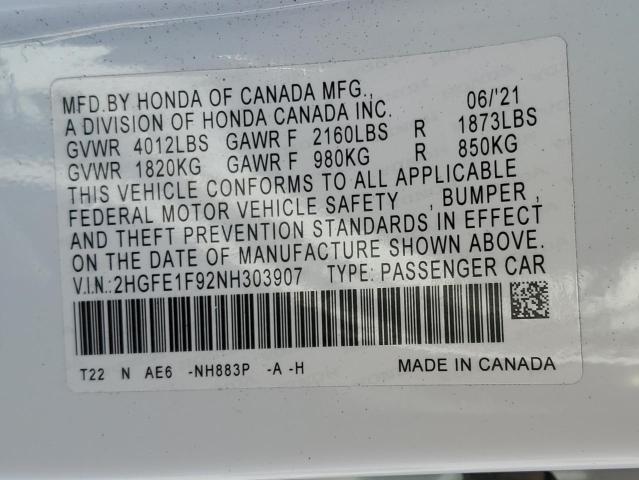 MFD.BY HONDA OF CANADA MFG., 06/'21
A DIVISION OF HONDA CANADA INC.
GVWR 4012LBS GAWR F 2160LBS R 1873LBS
GVWR 1820KG GAWR F 980KG R 850KG
THIS VEHICLE CONFORMS TO ALL APPLICABLE
FEDERAL MOTOR VEHICLE SAFETY , BUMPER ,
AND THEFT PREVENTION STANDARDS IN EFFECT
ON THE DATE OF MANUFACTURE SHOWN ABOVE.
V.I.N.:2HGFE1F92NH303907 TYPE: PASSENGER CAR
T22 N AE6 -NH883P -A -H MADE IN CANADA